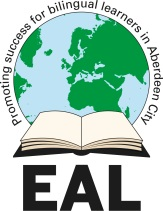 Promoting success for bilingual learners in Aberdeen City
EAL